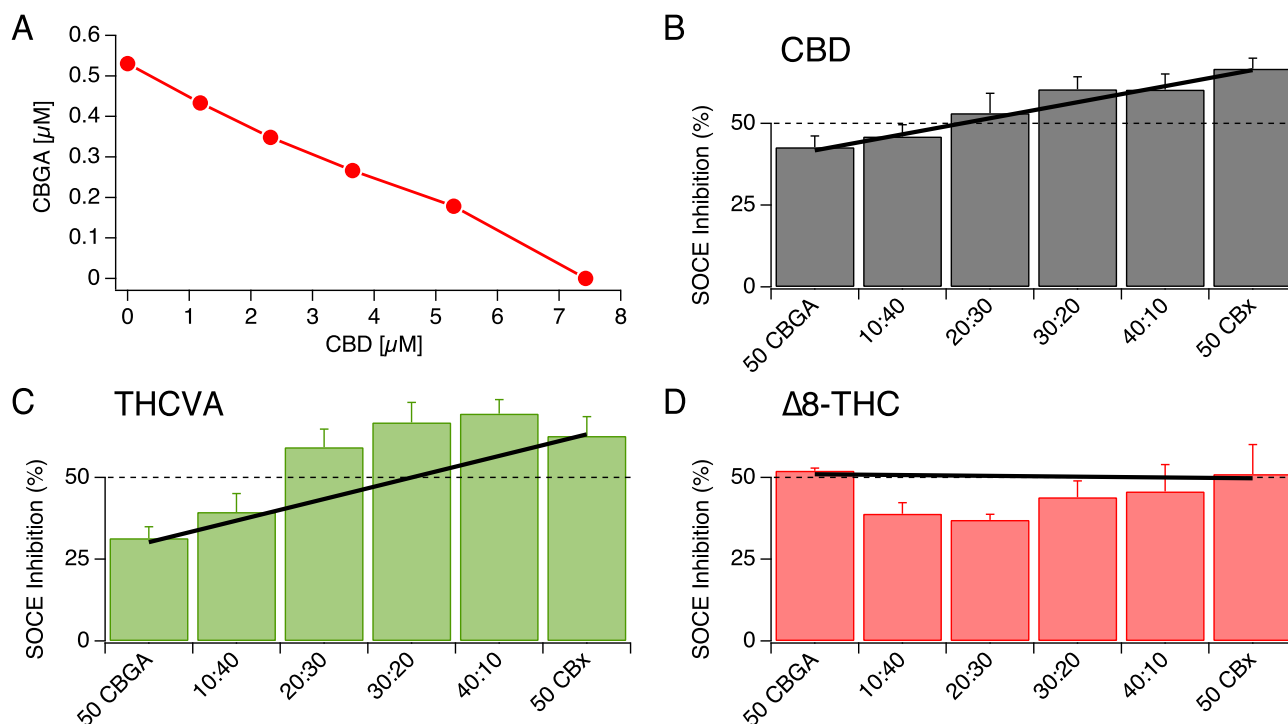 A
0.6
0.5
0.4
0.3
0.2
0.1
0
CBGA [µM]
0 1 2 3 4 5 6 7 8
CBD [µM]
B
CBD
50
25
0
SOCE Inhibition (%)
50 CBGA
10:40
20:30
30:20
40:10
50 CBx
C
THCVA
50
25
0
SOCE Inhibition (%)
50 CBGA
10:40
20:30
30:20
40:10
50 CBx
D
Δ8-THC
50
25
0
SOCE Inhibition (%)
50 CBGA
10:40
20:30
30:20
40:10
50 CBx